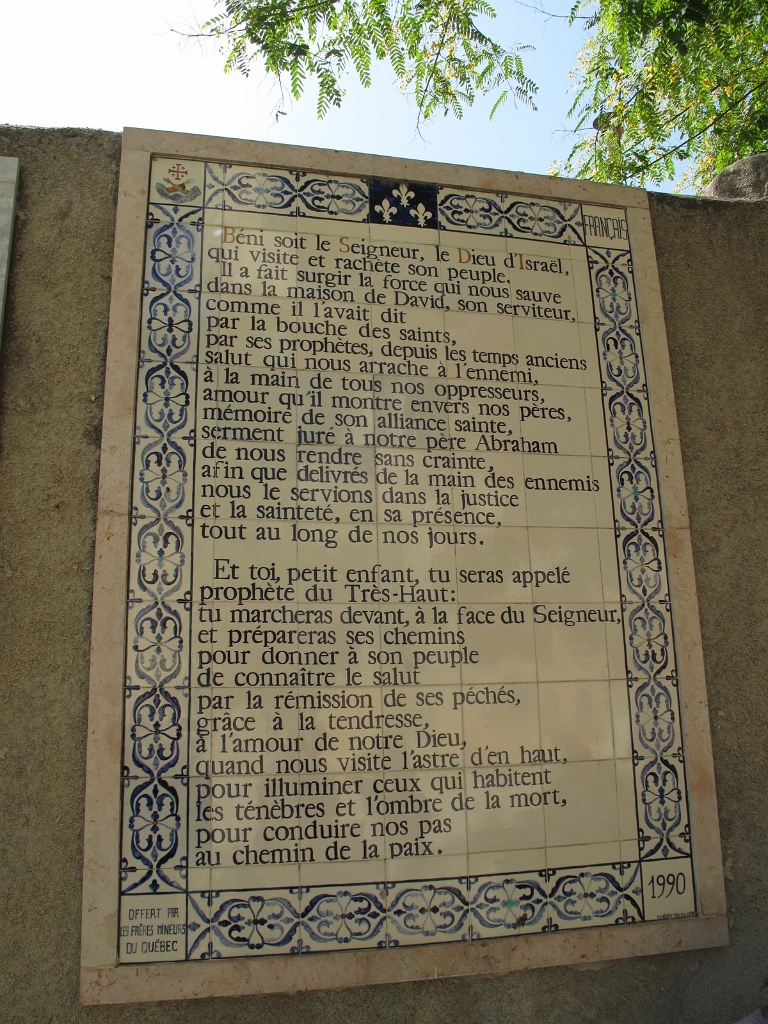 FRANÇAIS
Béni soit le Seigneur, le Dieu d'Israël,
qui visite et rachète son peuple.
Il a fait surgir la force qui nous sauve
dans la maison de David, son serviteur,
comme il l'avait dit
par la bouche des saints,
par ses prophètes, depuis les temps anciens
salut qui nous arrache à l'ennemi,
à la main de tous nos oppresseurs,
amour qu'il montre envers nos pères,
mémoire de son alliance sainte,
serment juré à notre père Abraham
de nous rendre sans crainte,
afin que delivrés de la main des ennemis
nous le servions dans la justice
et la sainteté, en sa présence,
tout au long de nos jours.
Et toi, petit enfant, tu seras appelé
prophète du Très-Haut:
tu marcheras devant, à la face du Seigneur,
et prépareras ses chemins
pour donner à son peuple
de connaître le salut
par la rémission de ses péchés,
grâce à la tendresse,
à l'amour de notre Dieu,
quand nous visite l'astre d'en haut,
pour illuminer ceux qui habitent
les ténèbres et l'ombre de la mort,
pour conduire nos pas
au chemin de la paix.
1990
OFFERT PAR
LES FRÈRES MINEURS
DU QUÉBEC